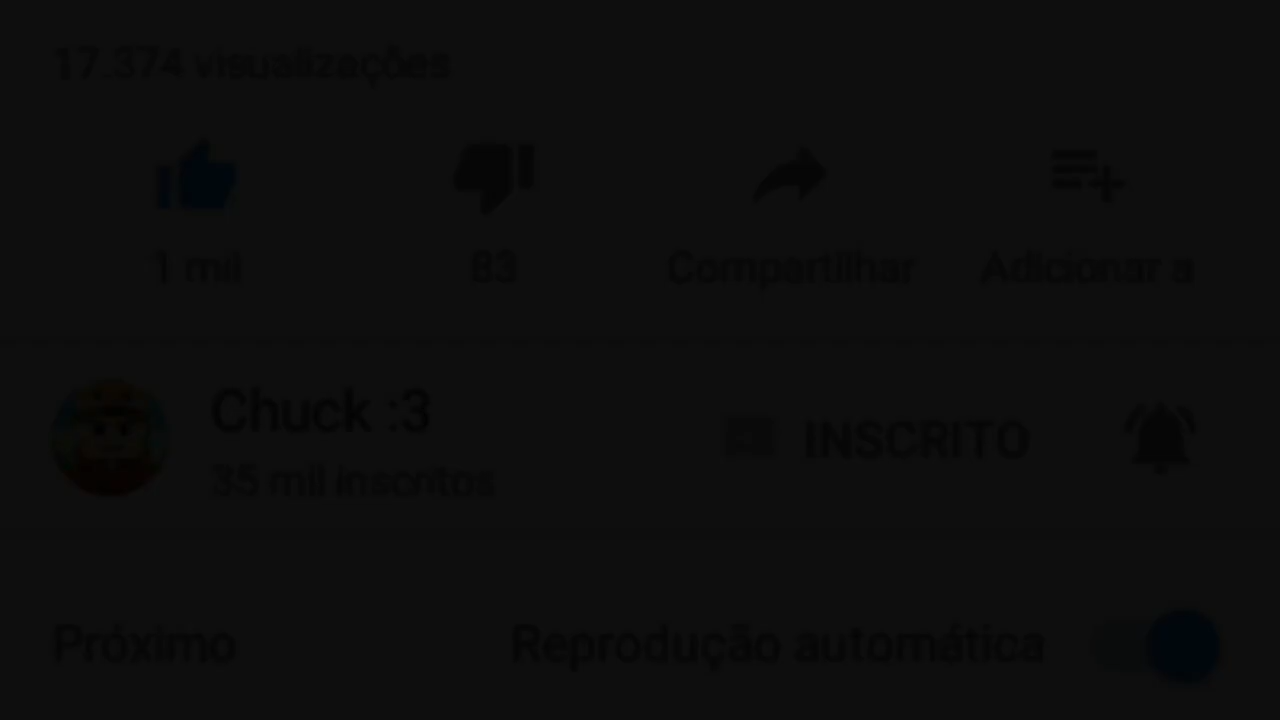 17.374 visualizações
1 mil
83
Compartilhar
Adicionar a
Chuck :3
INSCRITO
35 mil inscritos
Próximo
Reprodução automática